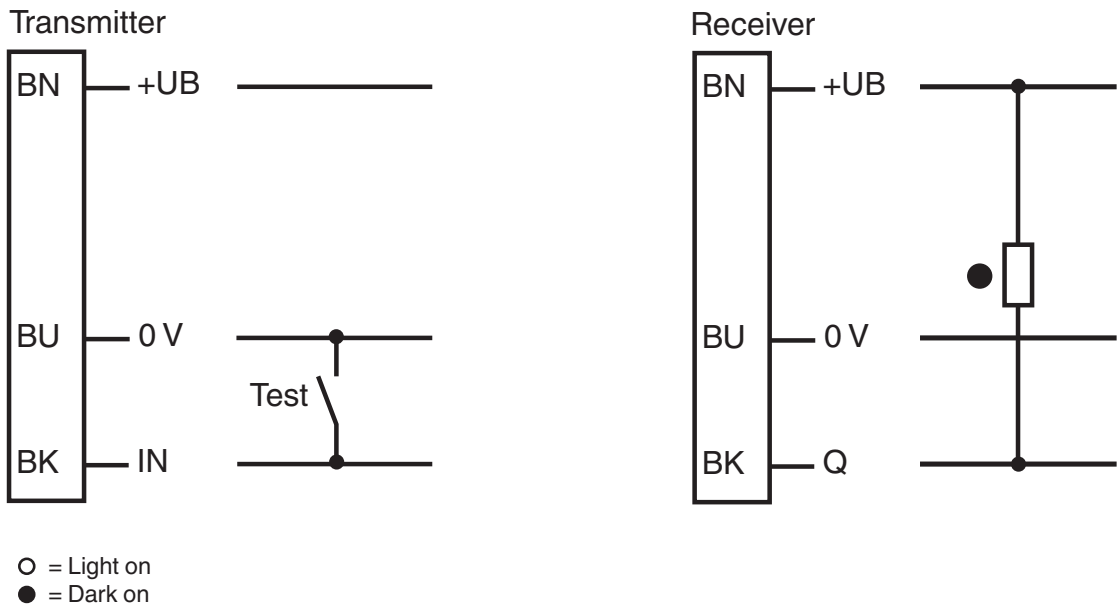 Transmitter
BN +UB
BU 0 V
Test
BK IN
Receiver
BN +UB
BU 0 V
BK Q
= Light on
= Dark on